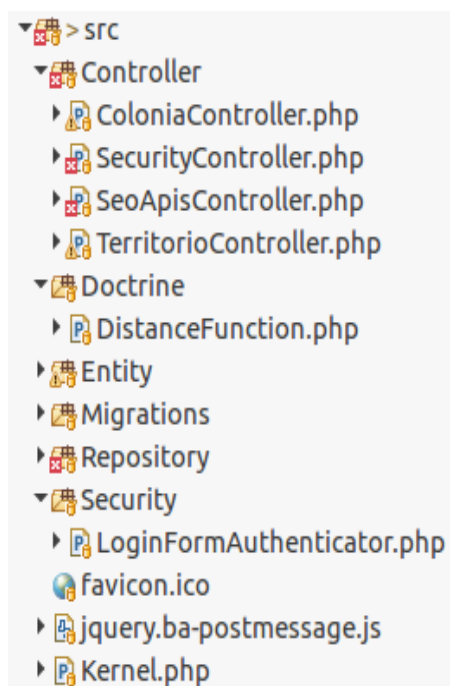 > src
Controller
ColoniaController.php
SecurityController.php
SeoApisController.php
TerritorioController.php
Doctrine
DistanceFunction.php
Entity
Migrations
Repository
Security
LoginFormAuthenticator.php
favicon.ico
jquery.ba-postmessage.js
Kernel.php